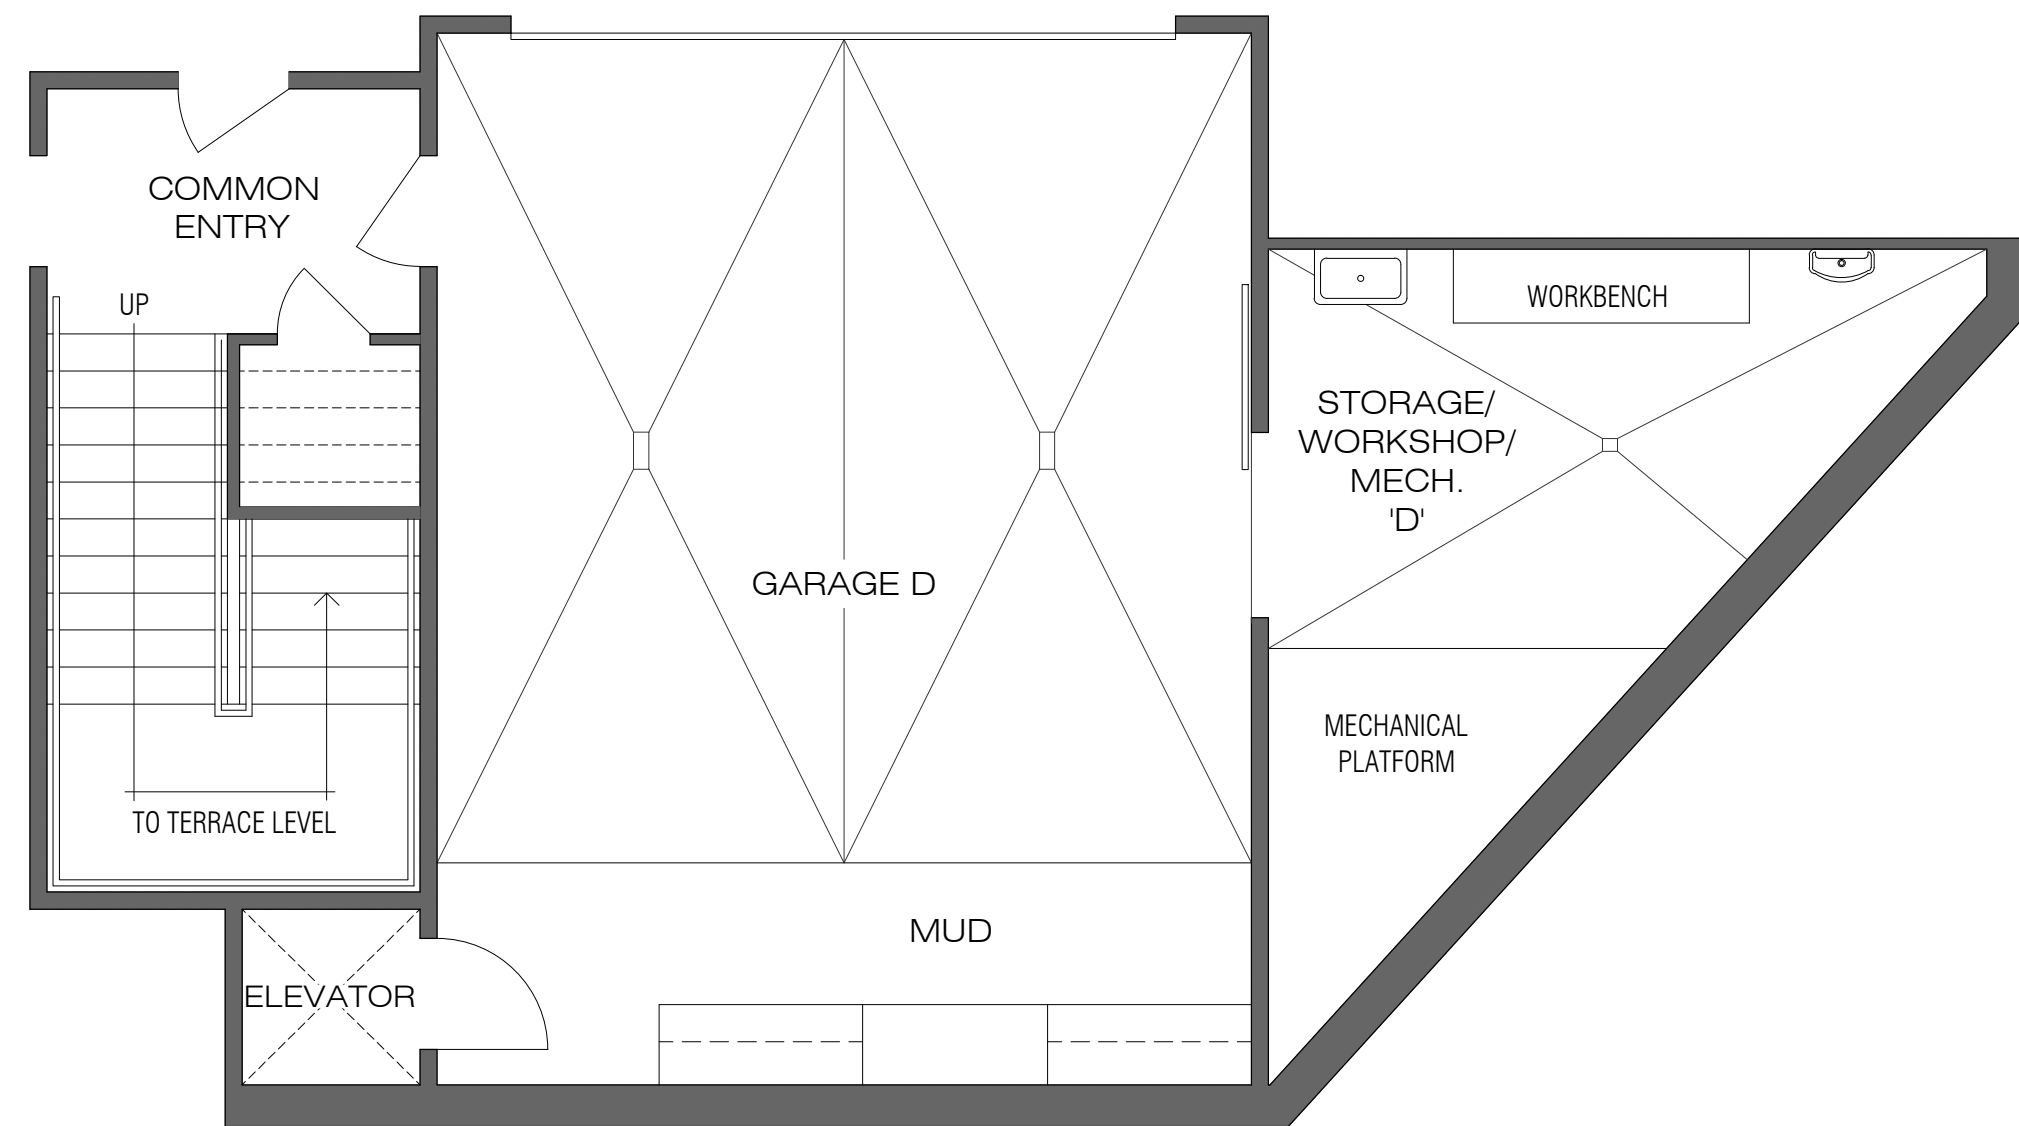 COMMON
ENTRY
UP
WORKBENCH
STORAGE/
WORKSHOP/
MECH.
'D'
GARAGE D
MECHANICAL
PLATFORM
TO TERRACE LEVEL
MUD
ELEVATOR